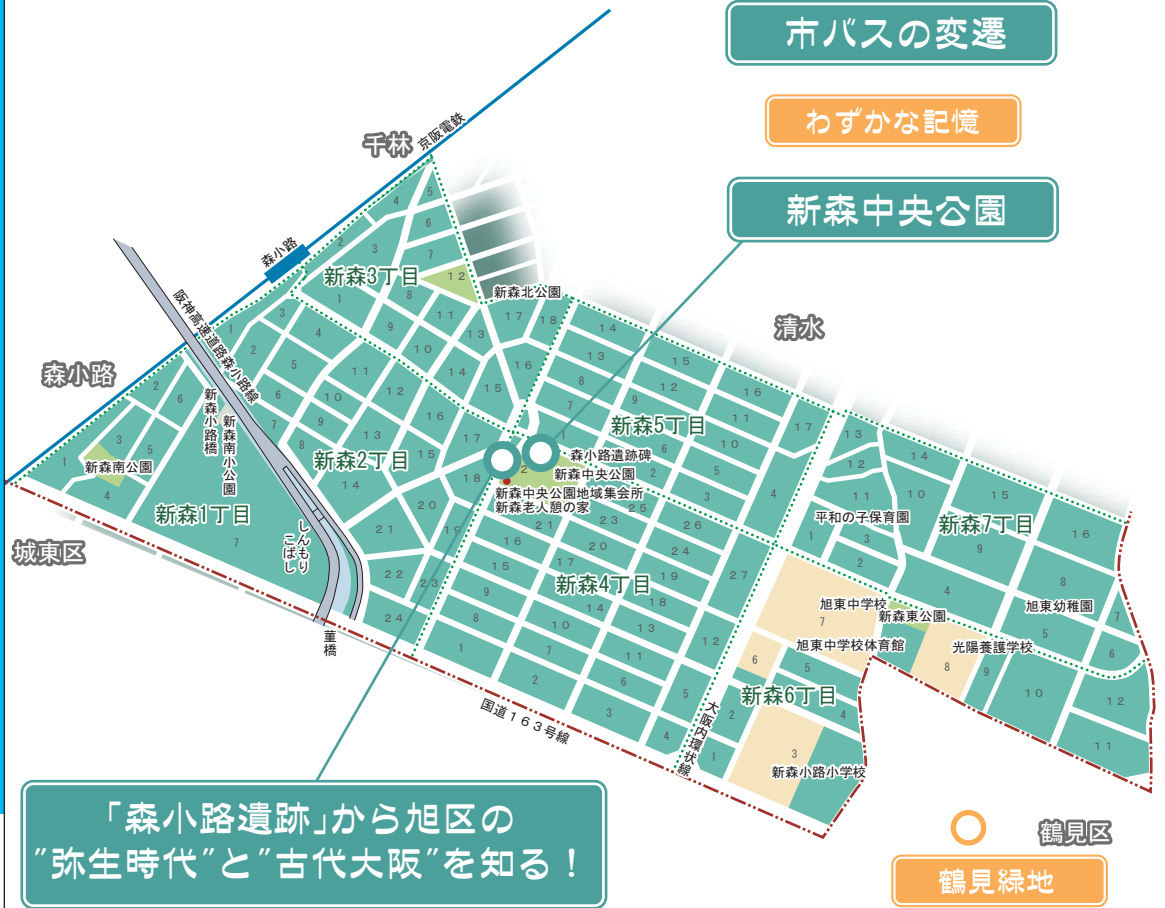 市バスの変遷
わずかな記憶
新森中央公園
千林
京阪電鉄
森小路
森小路
阪神高速道路森小路線
新森小路橋
新森南小公園
新森南公園
城東区
新森1丁目
新森2丁目
新森3丁目
新森北公園
清水
新森5丁目
森小路遺跡碑
新森中央公園
新森中央公園地域集会所
新森老人憩の家
新森4丁目
しんもり
こばし
菫橋
国道163号線
大阪内環状線
平和の子保育園
新森7丁目
旭東中学校
旭東幼稚園
新森東公園
旭東中学校体育館
光陽養護学校
新森6丁目
新森小路小学校
鶴見区
鶴見緑地
「森小路遺跡」から旭区の
”弥生時代”と”古代大阪”を知る！